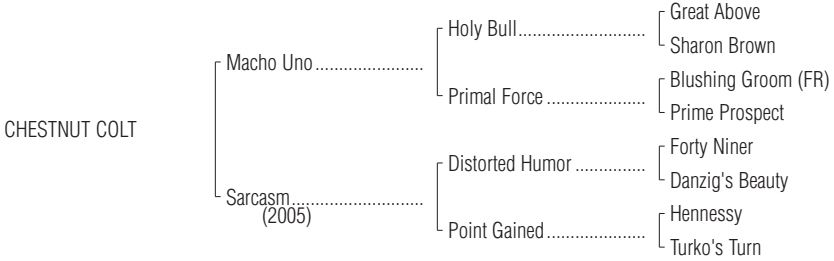 Great Above
Holy Bull..........................
Sharon Brown
Macho Uno.......................
Blushing Groom (FR)
Primal Force .....................
Prime Prospect
CHESTNUT COLT
Forty Niner
Distorted Humor ...............
Danzig's Beauty
Sarcasm............................
(2005)
Hennessy
Point Gained.....................
Turko's Turn